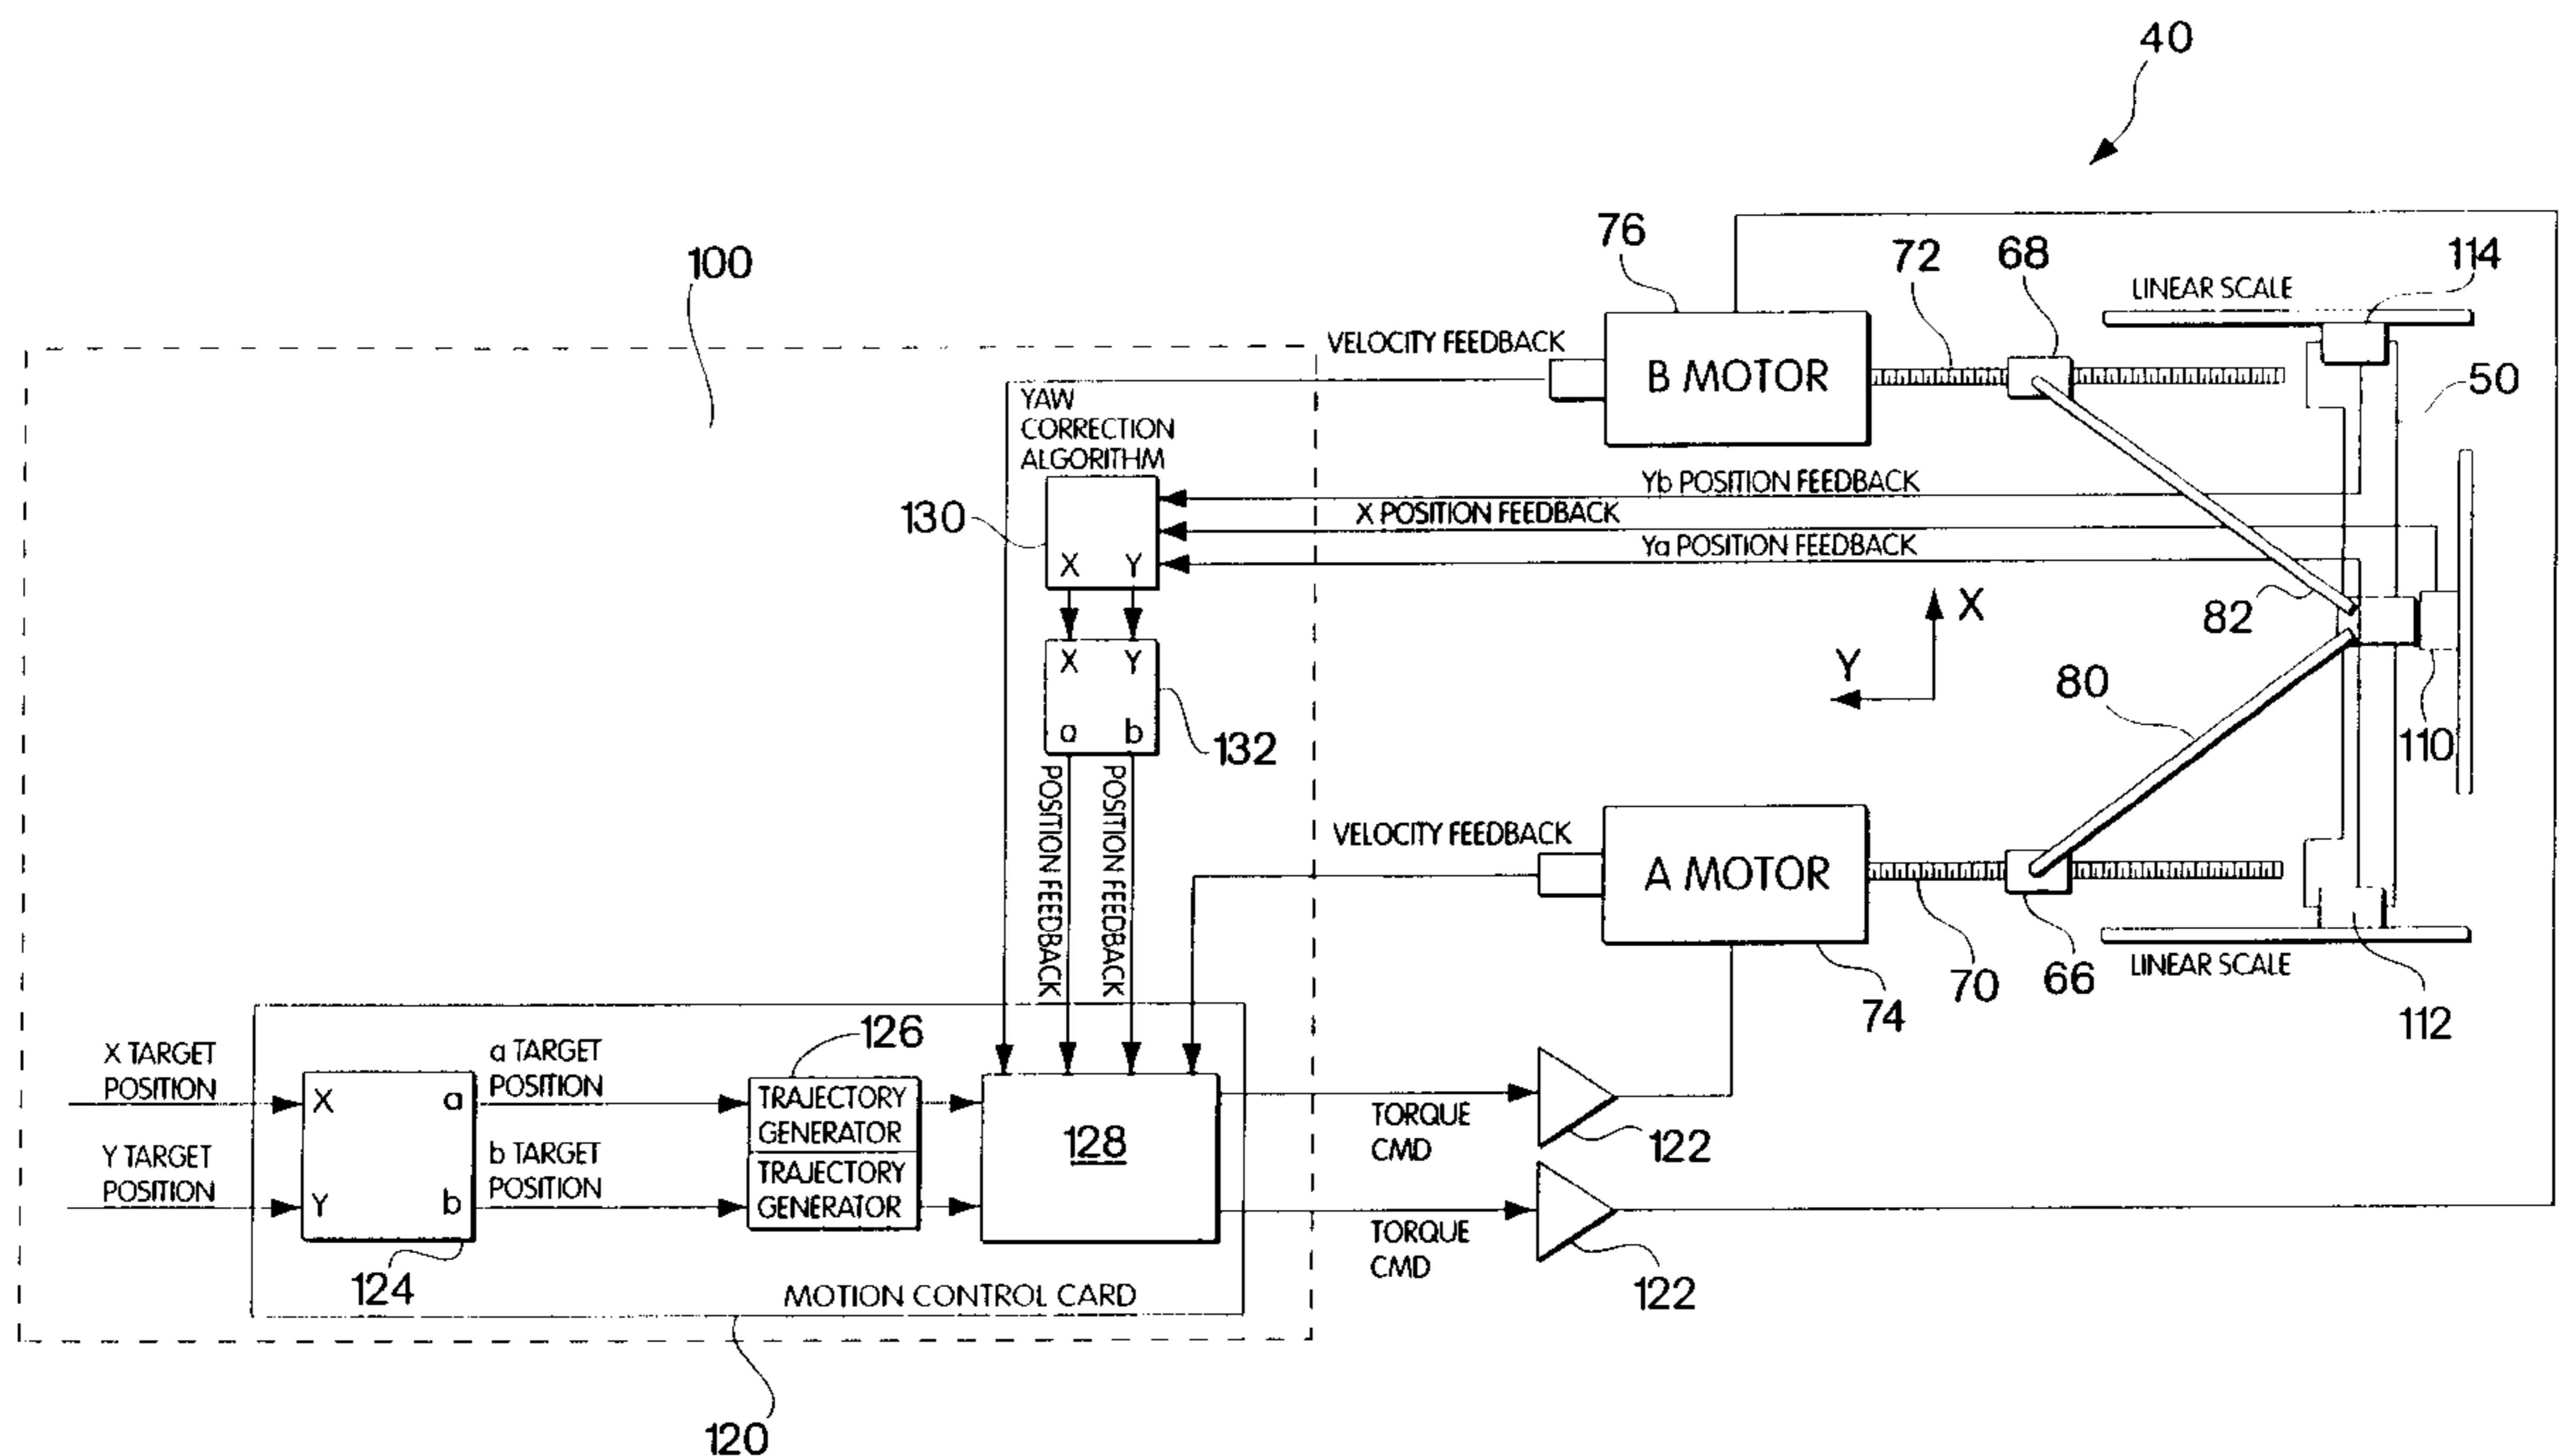 40
76
72
68
114
100
LINEAR SCALE
VELOCITY FEEDBACK
B MOTOR
50
YAW
CORRECTION
ALGORITHM
Yb POSITION FEEDBACK
130
X POSITION FEEDBACK
Ya POSITION FEEDBACK
X Y
X
82
X Y
Y
80
a b
132
110
POSITION FEEDBACK
POSITION FEEDBACK
VELOCITY FEEDBACK
A MOTOR
LINEAR SCALE
70
66
74
112
126
X TARGET
POSITION
a TARGET
POSITION
X a
TRAJECTORY
GENERATOR
128
TORQUE
CMD
122
Y TARGET
POSITION
b TARGET
POSITION
Y b
TRAJECTORY
GENERATOR
TORQUE
CMD
122
124
MOTION CONTROL CARD
120